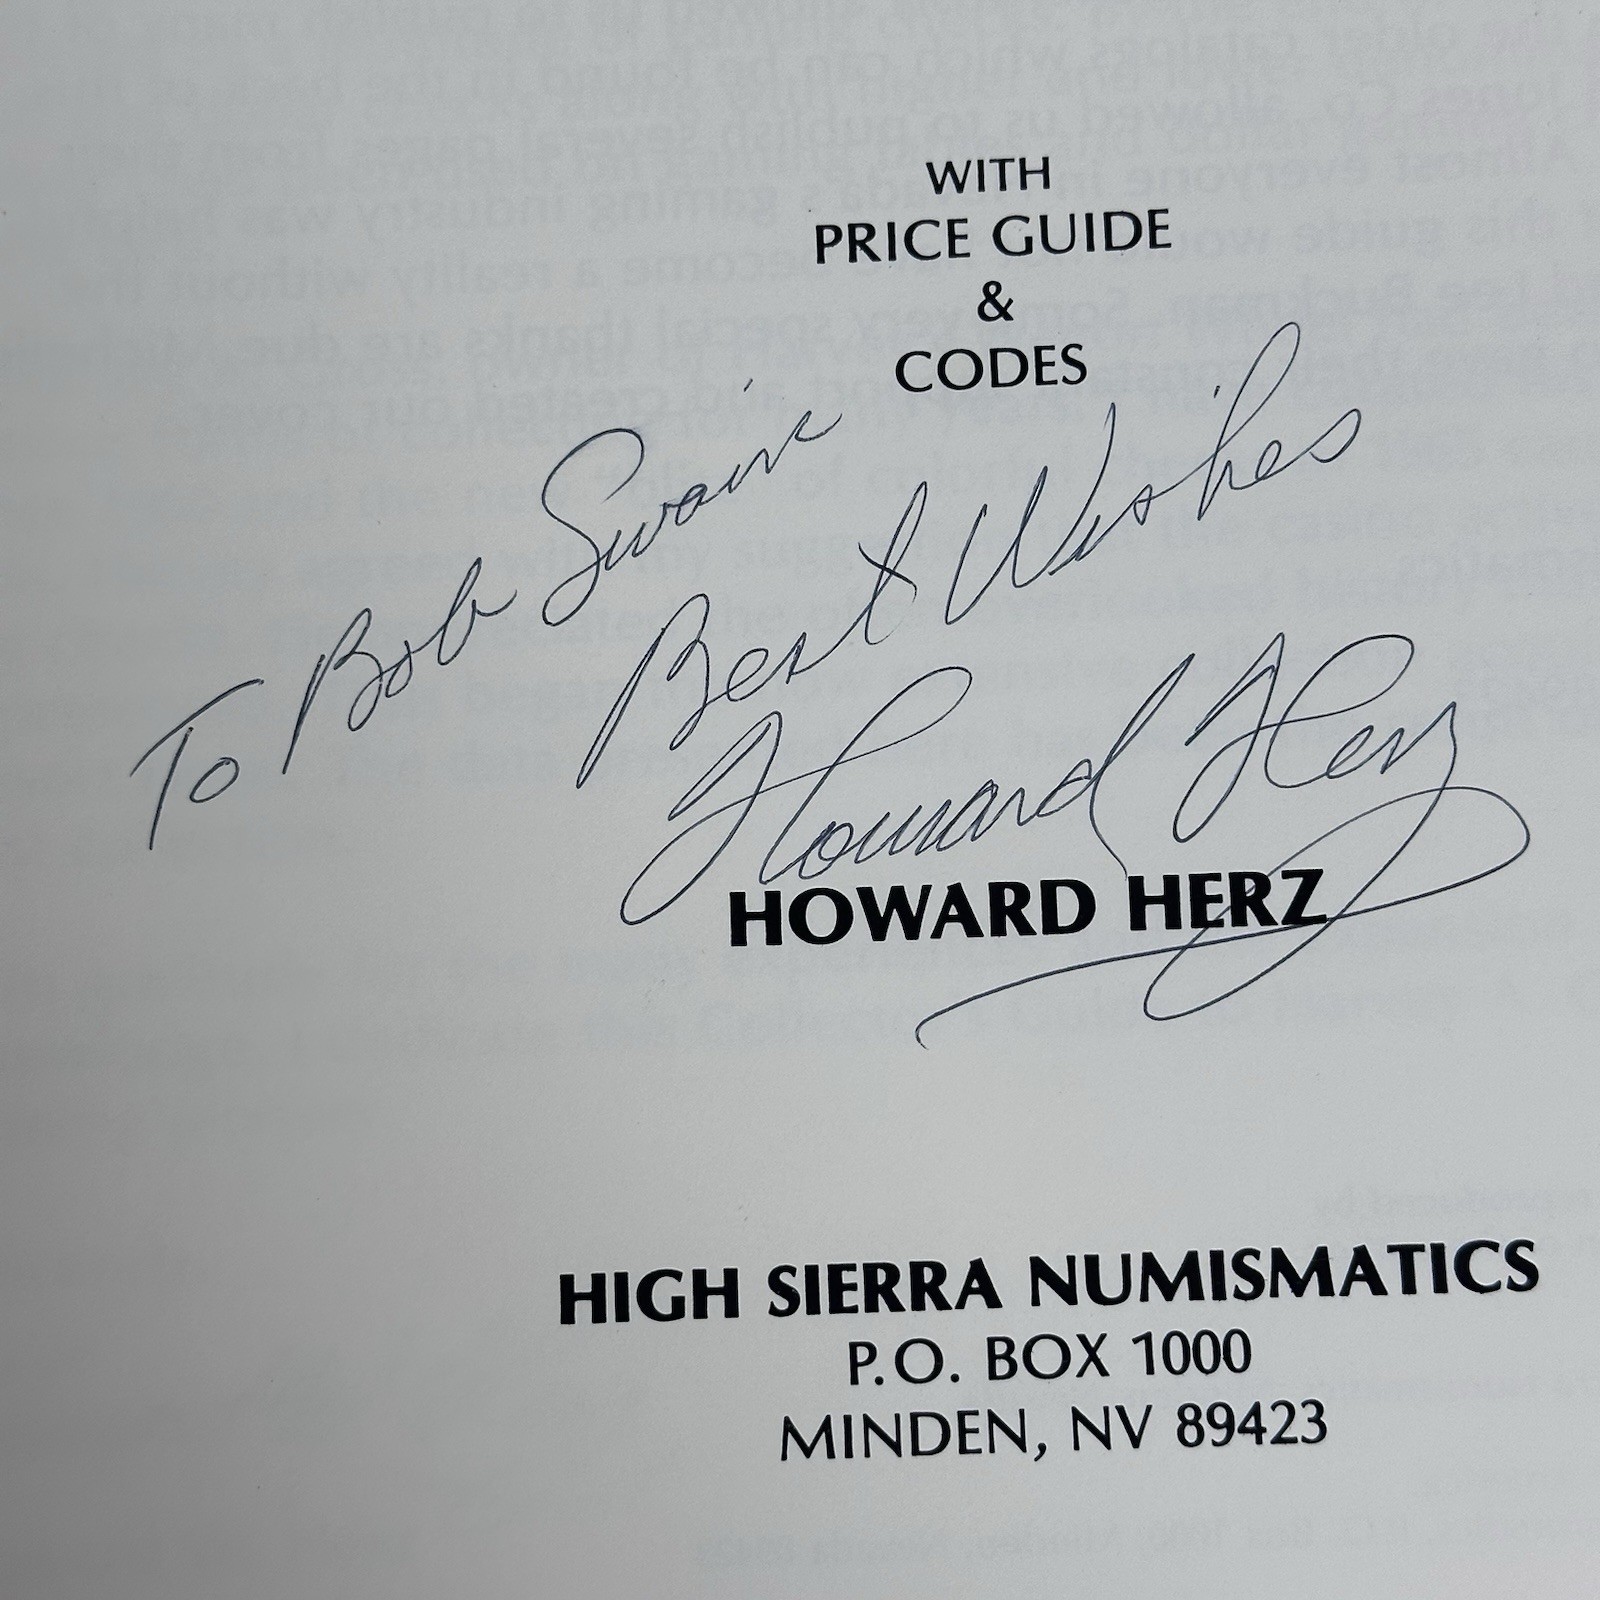 WITH
PRICE GUIDE
&
CODES
To Bob Swain
Best Wishes
Howard Herz
HOWARD HERZ
HIGH SIERRA NUMISMATICS
P.O. BOX 1000
MINDEN, NV 89423